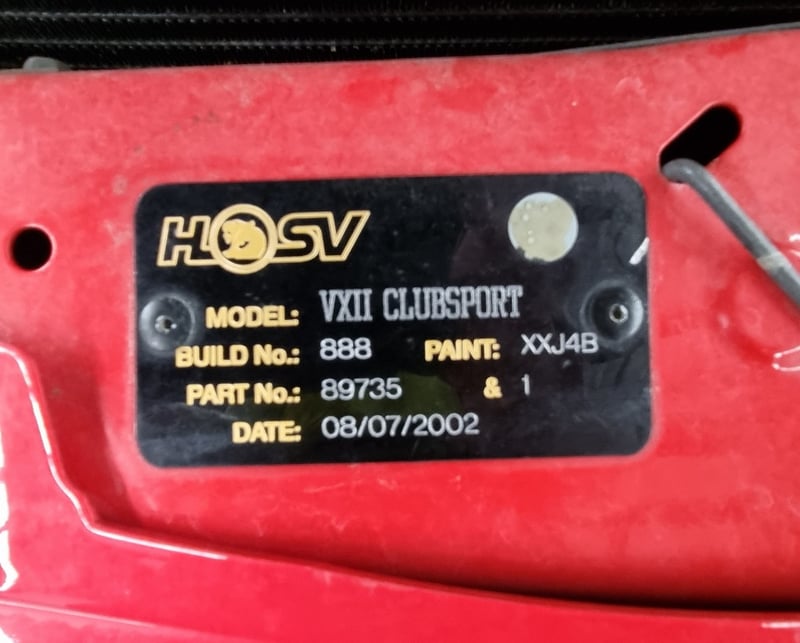 HSV
MODEL: VXII CLUBSPORT
BUILD No.: 888 PAINT: XXJ4B
PART No.: 89735 & 1
DATE: 08/07/2002